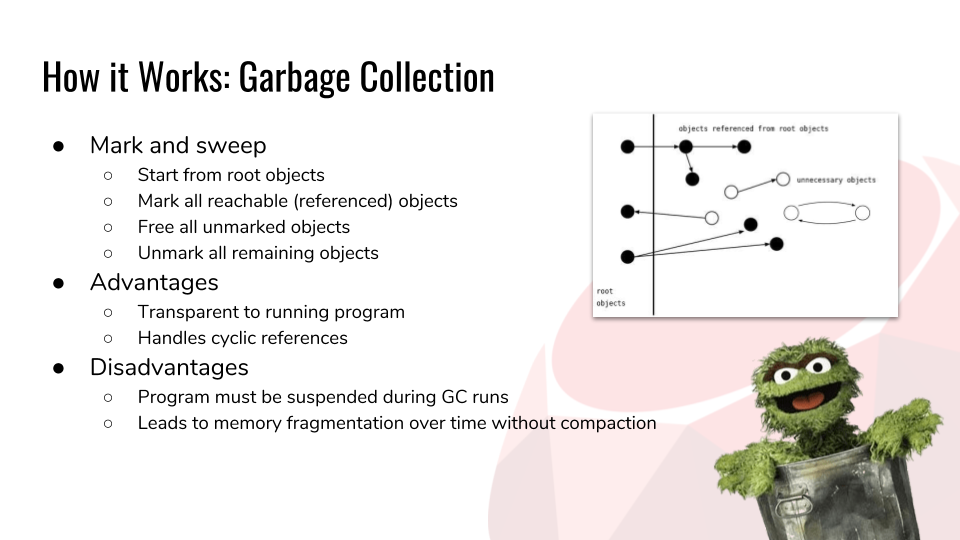 How it Works: Garbage Collection
● Mark and sweep
○ Start from root objects
○ Mark all reachable (referenced) objects
○ Free all unmarked objects
○ Unmark all remaining objects
● Advantages
○ Transparent to running program
○ Handles cyclic references
● Disadvantages
○ Program must be suspended during GC runs
○ Leads to memory fragmentation over time without compaction
objects referenced from root objects
unnecessary objects
root
objects